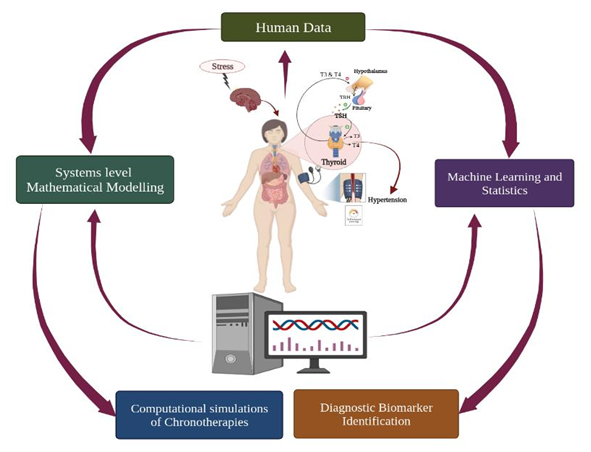 Human Data
Stress
T3 & T4
Hypothalamus
TRH
Pituitary
TSH
T3
T4
Thyroid
Hypertension
Systems level
Mathematical Modelling
Machine Learning and
Statistics
Computational simulations
of Chronotherapies
Diagnostic Biomarker
Identification